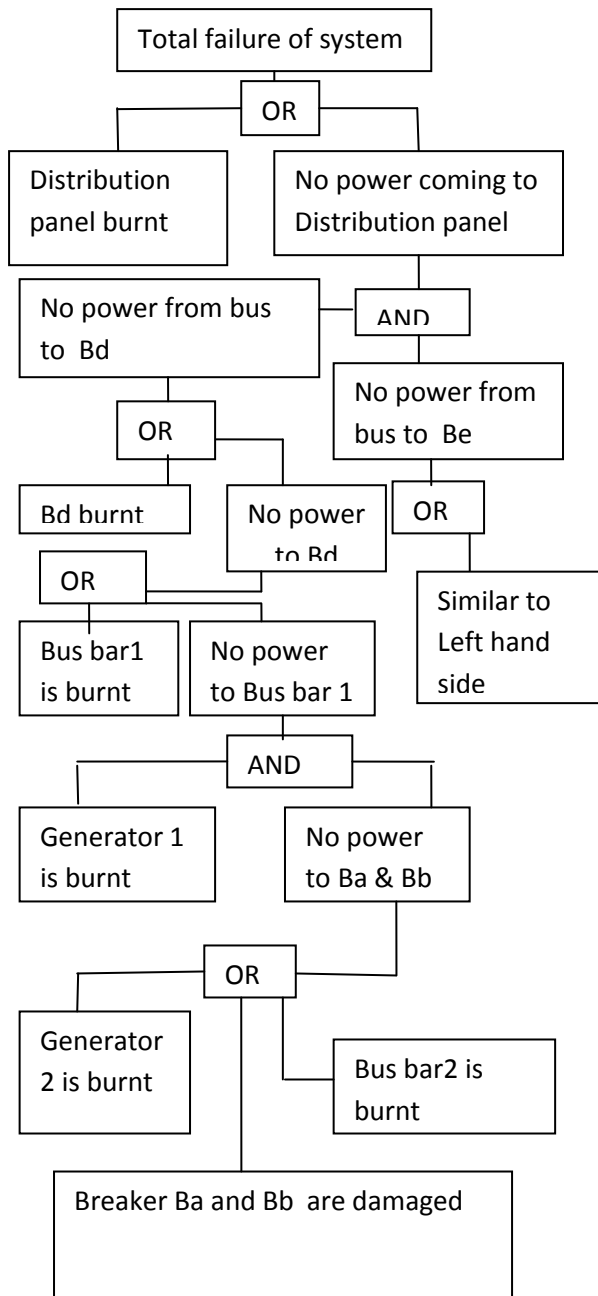 Total failure of system
OR
Distribution
panel burnt
No power coming to
Distribution panel
No power from bus
to Bd
AND
No power from
bus to Be
OR
Bd burnt
No power
to Bd
OR
OR
Similar to
Left hand
side
Bus bar1
is burnt
No power
to Bus bar 1
AND
Generator 1
is burnt
No power
to Ba & Bb
OR
Generator
2 is burnt
Bus bar2 is
burnt
Breaker Ba and Bb are damaged